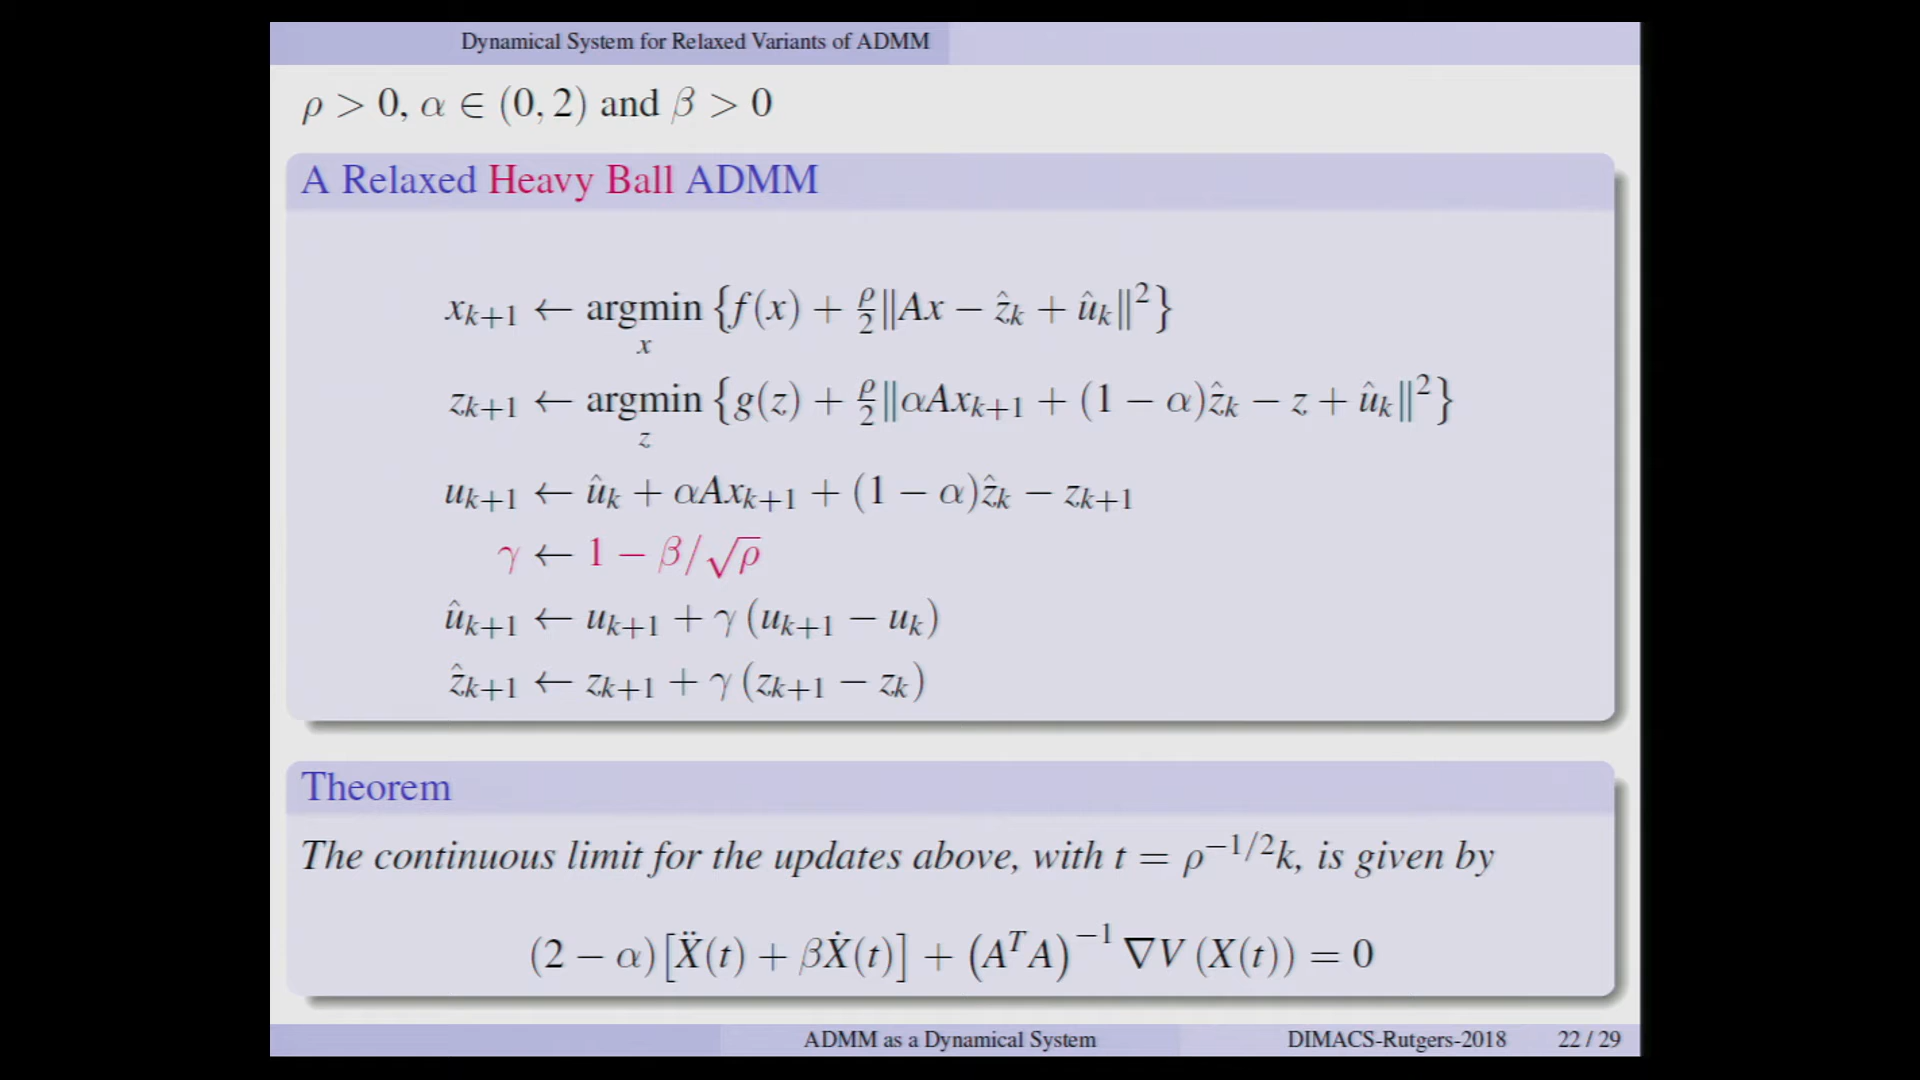 Dynamical System for Relaxed Variants of ADMM
ρ > 0, α ∈ (0, 2) and β > 0
A Relaxed Heavy Ball ADMM
x_{k+1} ← argmin_x {f(x) + ρ/2 ‖Ax − ẑ_k + û_k‖²}
z_{k+1} ← argmin_z {g(z) + ρ/2 ‖αAx_{k+1} + (1 − α)ẑ_k − z + û_k‖²}
u_{k+1} ← û_k + αAx_{k+1} + (1 − α)ẑ_k − z_{k+1}
γ ← 1 − β/√ρ
û_{k+1} ← u_{k+1} + γ (u_{k+1} − u_k)
ẑ_{k+1} ← z_{k+1} + γ (z_{k+1} − z_k)
Theorem
The continuous limit for the updates above, with t = ρ^{−1/2}k, is given by
(2 − α)[Ẍ(t) + βẊ(t)] + (A^T A)^{−1} ∇V (X(t)) = 0
ADMM as a Dynamical System DIMACS-Rutgers-2018 22 / 29